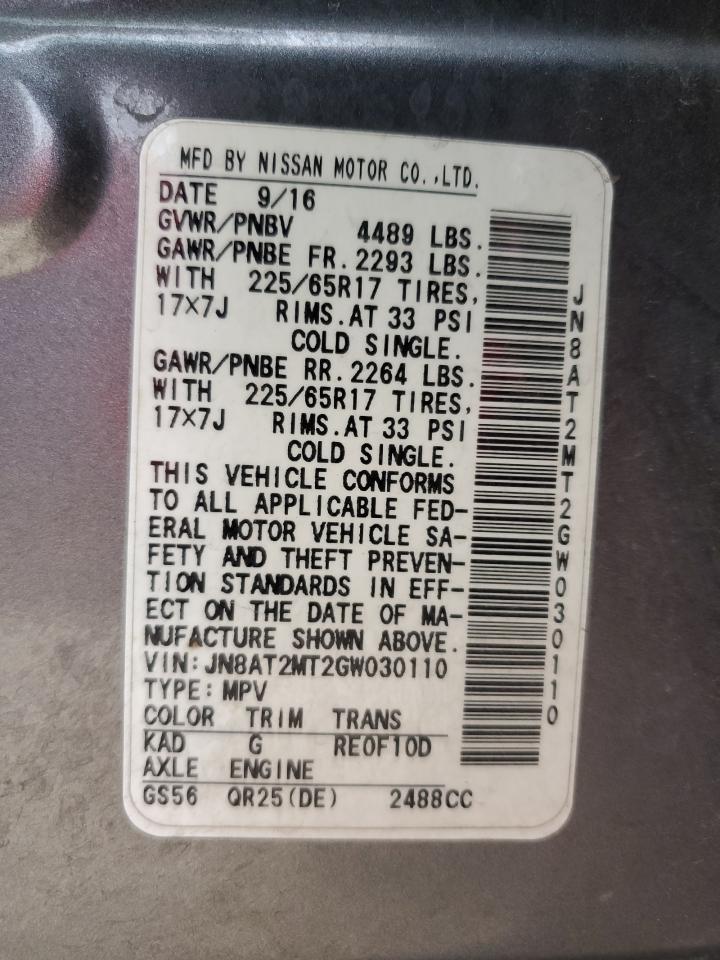 MFD BY NISSAN MOTOR CO.,LTD.
DATE 9/16
GVWR/PNBV 4489 LBS.
GAWR/PNBE FR.2293 LBS.
WITH 225/65R17 TIRES,
17X7J RIMS.AT 33 PSI
COLD SINGLE.
GAWR/PNBE RR.2264 LBS.
WITH 225/65R17 TIRES,
17X7J RIMS.AT 33 PSI
COLD SINGLE.
THIS VEHICLE CONFORMS
TO ALL APPLICABLE FED-
ERAL MOTOR VEHICLE SA-
FETY AND THEFT PREVEN-
TION STANDARDS IN EFF-
ECT ON THE DATE OF MA-
NUFACTURE SHOWN ABOVE.
VIN:JN8AT2MT2GW030110
TYPE:MPV
COLOR TRIM TRANS
KAD G RE0F10D
AXLE ENGINE
GS56 QR25(DE) 2488CC
JN8AT2MT2GW030110